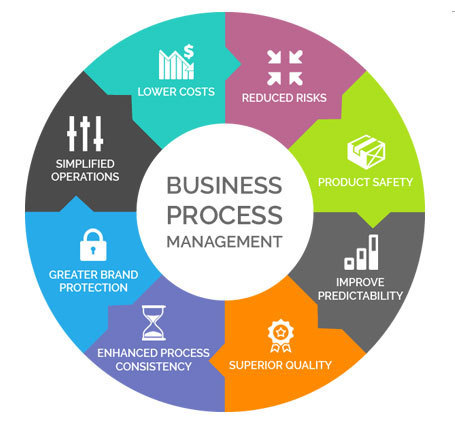 LOWER COSTS
REDUCED RISKS
PRODUCT SAFETY
IMPROVE
PREDICTABILITY
SUPERIOR QUALITY
ENHANCED PROCESS
CONSISTENCY
GREATER BRAND
PROTECTION
SIMPLIFIED
OPERATIONS
BUSINESS
PROCESS
MANAGEMENT
$